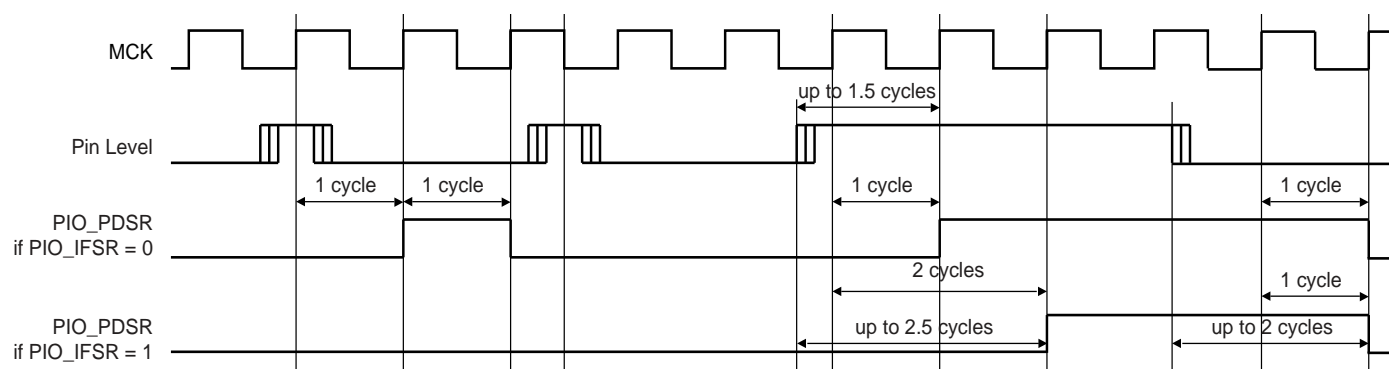 MCK
up to 1.5 cycles
Pin Level
1 cycle
1 cycle
1 cycle
1 cycle
PIO_PDSR
if PIO_IFSR = 0
2 cycles
1 cycle
PIO_PDSR
if PIO_IFSR = 1
up to 2.5 cycles
up to 2 cycles